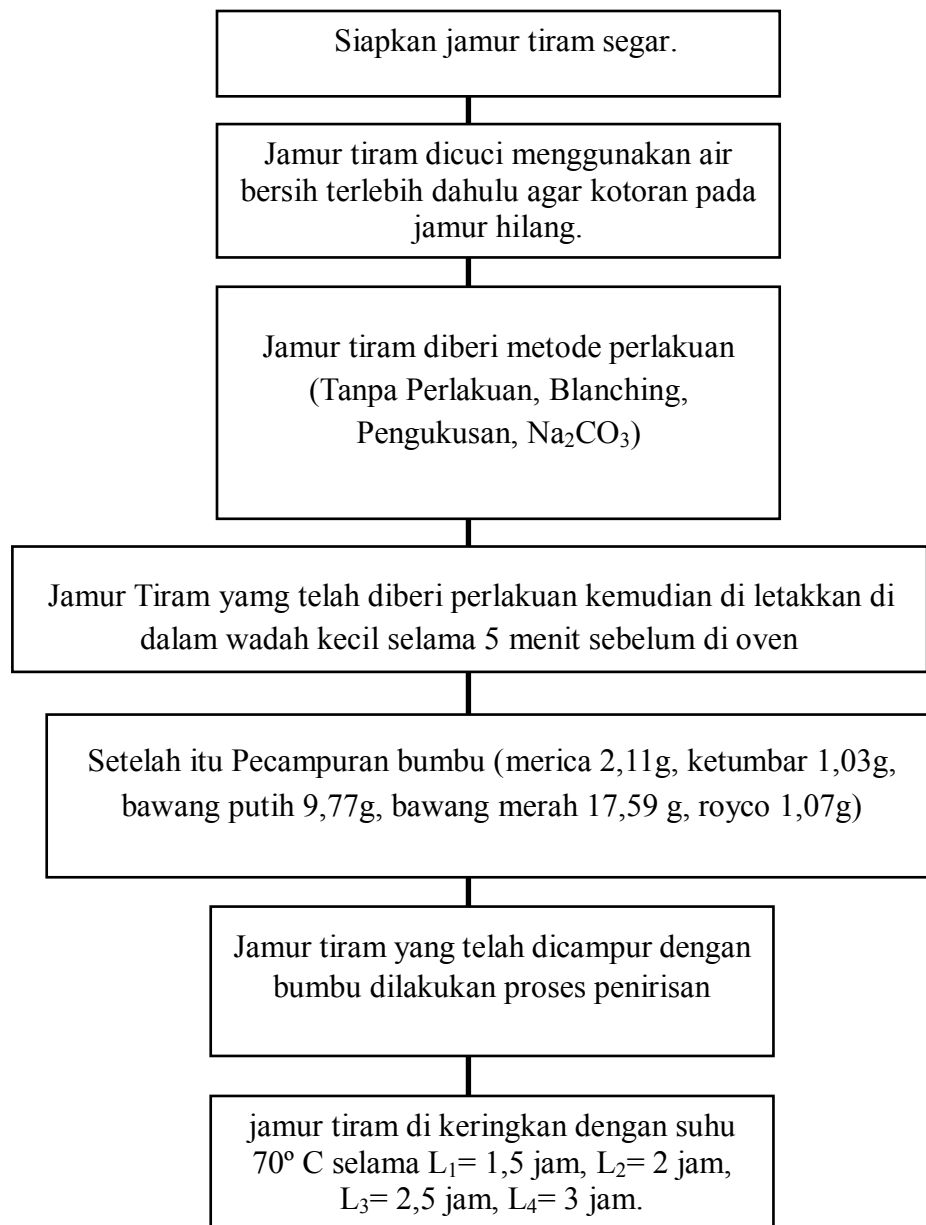 Siapkan jamur tiram segar.
Jamur tiram dicuci menggunakan air
bersih terlebih dahulu agar kotoran pada
jamur hilang.
Jamur tiram diberi metode perlakuan
(Tanpa Perlakuan, Blanching,
Pengukusan, Na₂CO₃)
Jamur Tiram yamg telah diberi perlakuan kemudian di letakkan di
dalam wadah kecil selama 5 menit sebelum di oven
Setelah itu Pecampuran bumbu (merica 2,11g, ketumbar 1,03g,
bawang putih 9,77g, bawang merah 17,59 g, royco 1,07g)
Jamur tiram yang telah dicampur dengan
bumbu dilakukan proses penirisan
jamur tiram di keringkan dengan suhu
70º C selama L₁= 1,5 jam, L₂= 2 jam,
L₃= 2,5 jam, L₄= 3 jam.